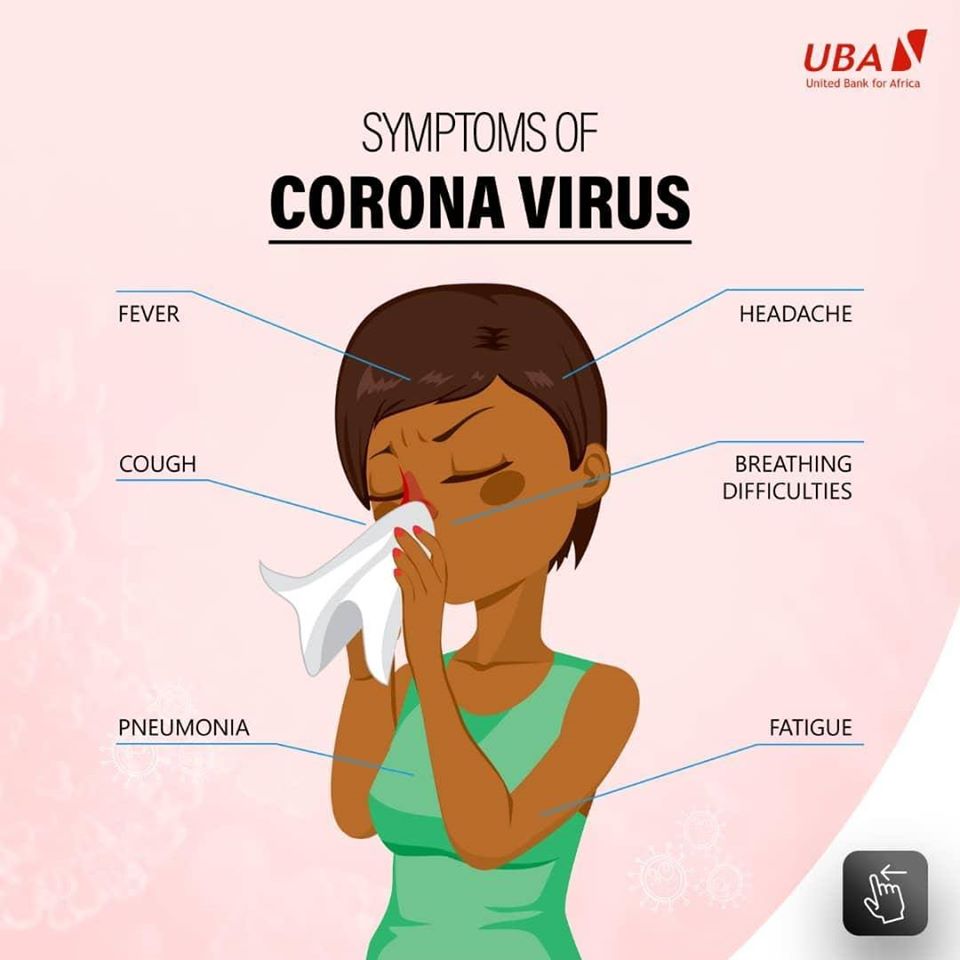 UBA
United Bank for Africa
SYMPTOMS OF
CORONA VIRUS
FEVER
HEADACHE
COUGH
BREATHING
DIFFICULTIES
PNEUMONIA
FATIGUE